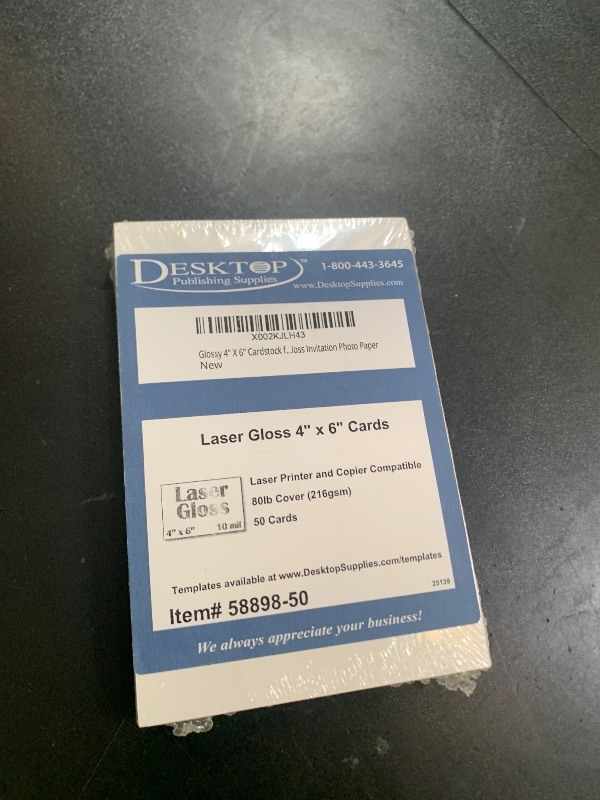 DESKTOP™
Publishing Supplies
1-800-443-3645
www.DesktopSupplies.com
X002KJLH43
Glossy 4" X 6" Cardstock f...loss Invitation Photo Paper
New
Laser Gloss 4" x 6" Cards
Laser
Gloss
4" x 6" 10 mil
Laser Printer and Copier Compatible
80lb Cover (216gsm)
50 Cards
Templates available at www.DesktopSupplies.com/templates
25139
Item# 58898-50
We always appreciate your business!